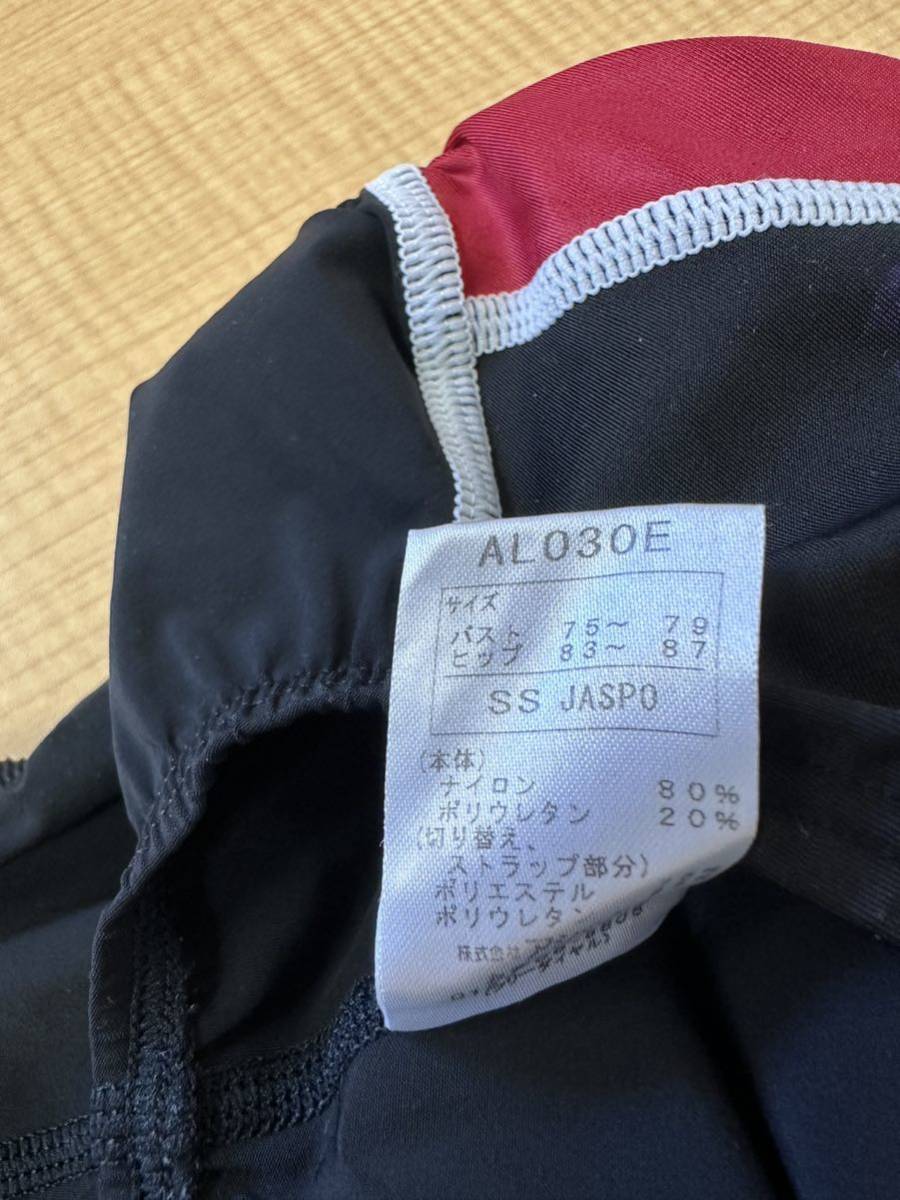 AL030E
サイズ
バスト 75〜 79
ヒップ 83〜 87
SS JASPO
(本体)
ナイロン 80%
ポリウレタン 20%
(切り替え、
ストラップ部分)
ポリエステル
ポリウレタン
株式会社